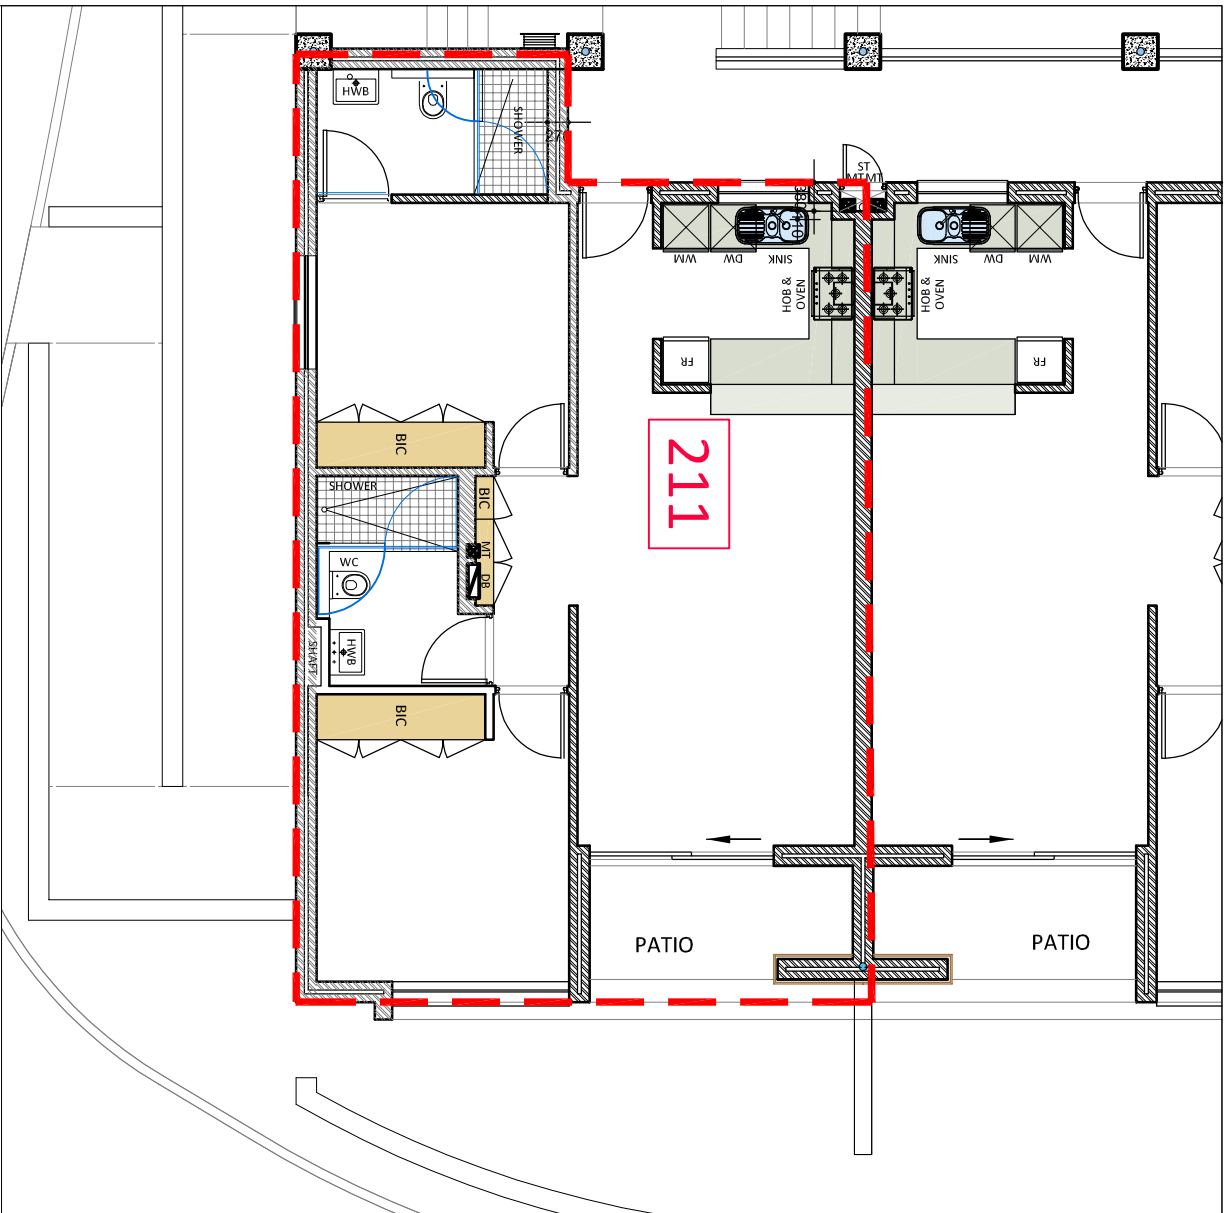 HWB
SHOWER
ST
MT MT
WM
DW
SINK
SINK
DW
WM
HOB &
OVEN
HOB &
OVEN
FR
FR
BIC
211
SHOWER
BIC
MT
DB
WC
HWB
SHAFT
BIC
PATIO
PATIO